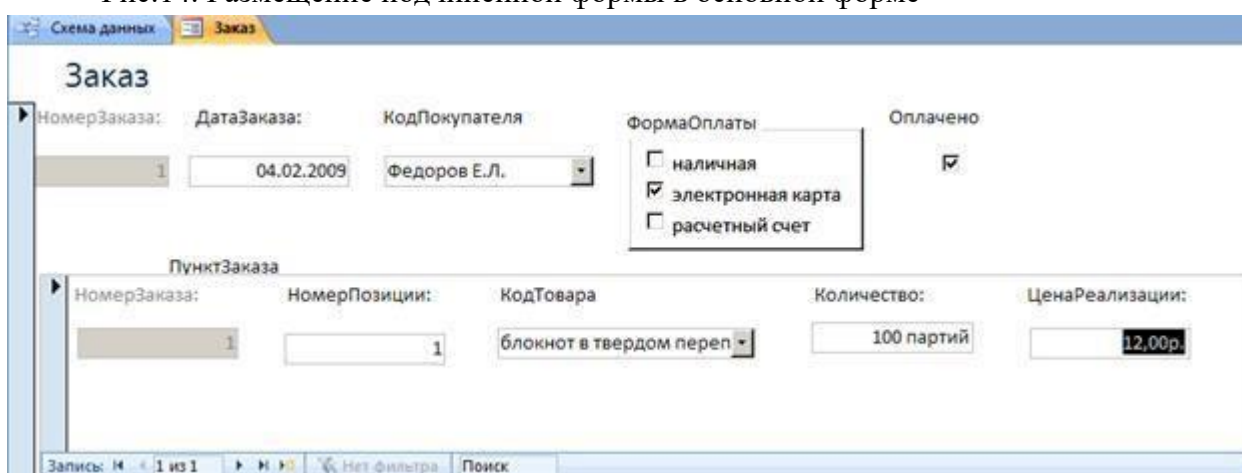 Рис.14. Размещение подчиненной формы в основной форме
Схема данных Заказ
Заказ
НомерЗаказа: ДатаЗаказа: КодПокупателя ФормаОплаты Оплачено
1 04.02.2009 Федоров Е.Л. наличная
электронная карта
расчетный счет
ПунктЗаказа
НомерЗаказа: НомерПозиции: КодТовара Количество: ЦенаРеализации:
1 1 блокнот в твердом переп 100 партий 12,00р.
Запись: 1 из 1 Нет фильтра Поиск